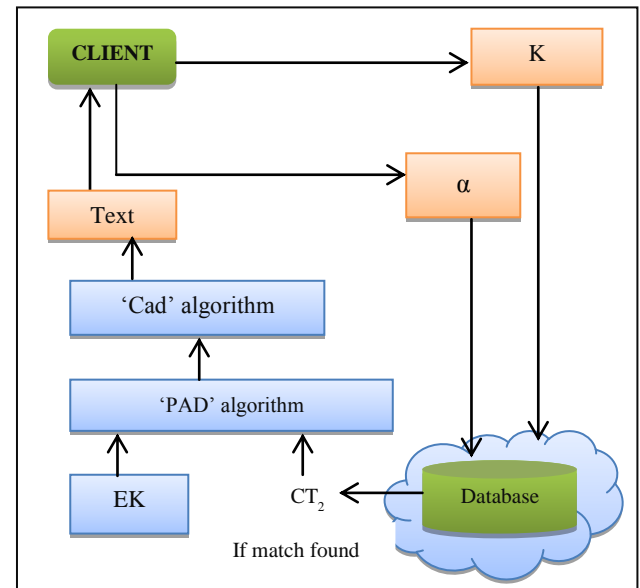 CLIENT
K
α
Text
‘Cad’ algorithm
‘PAD’ algorithm
EK
CT₂
Database
If match found